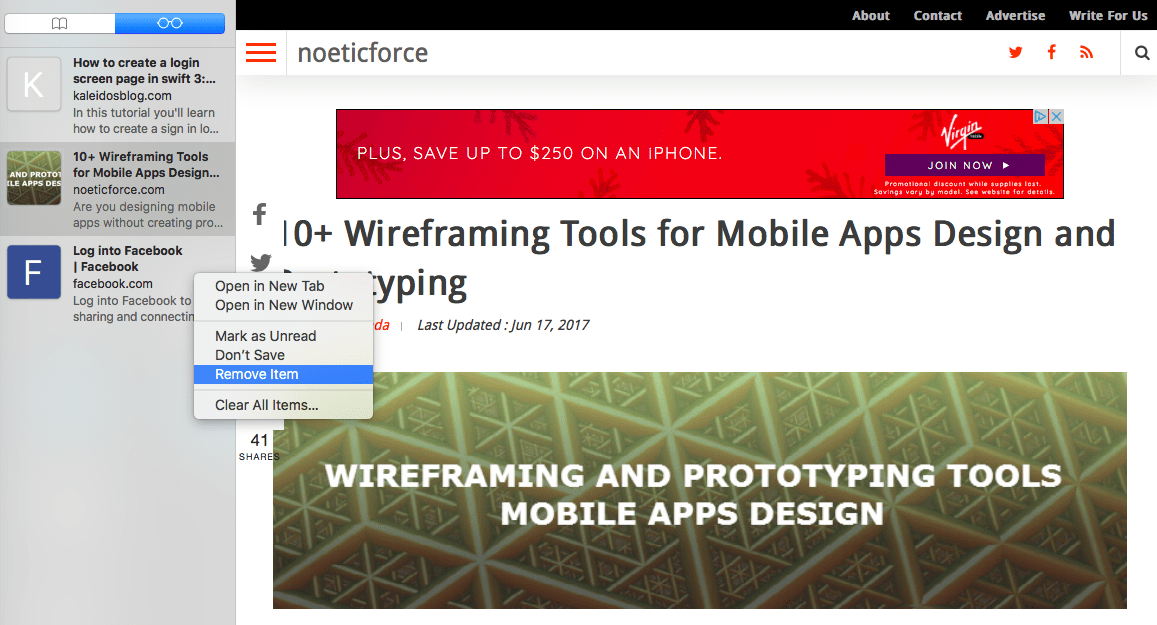 K
How to create a login
screen page in swift 3:...
kaleidosblog.com
In this tutorial you'll learn
how to create a sign in lo...
AND PROTOT
ILE APPS DES
10+ Wireframing Tools
for Mobile Apps Design...
noeticforce.com
Are you designing mobile
apps without creating pro...
F
Log into Facebook
| Facebook
facebook.com
Log into Facebook to
sharing and connectin
Open in New Tab
Open in New Window
Mark as Unread
Don't Save
Remove Item
Clear All Items...
About Contact Advertise Write For Us
noeticforce
PLUS, SAVE UP TO $250 ON AN IPHONE.
Virgin
JOIN NOW
Promotional discount while supplies last.
Savings vary by model. See website for details.
10+ Wireframing Tools for Mobile Apps Design and
typing
da | Last Updated : Jun 17, 2017
41
SHARES
WIREFRAMING AND PROTOTYPING TOOLS
MOBILE APPS DESIGN